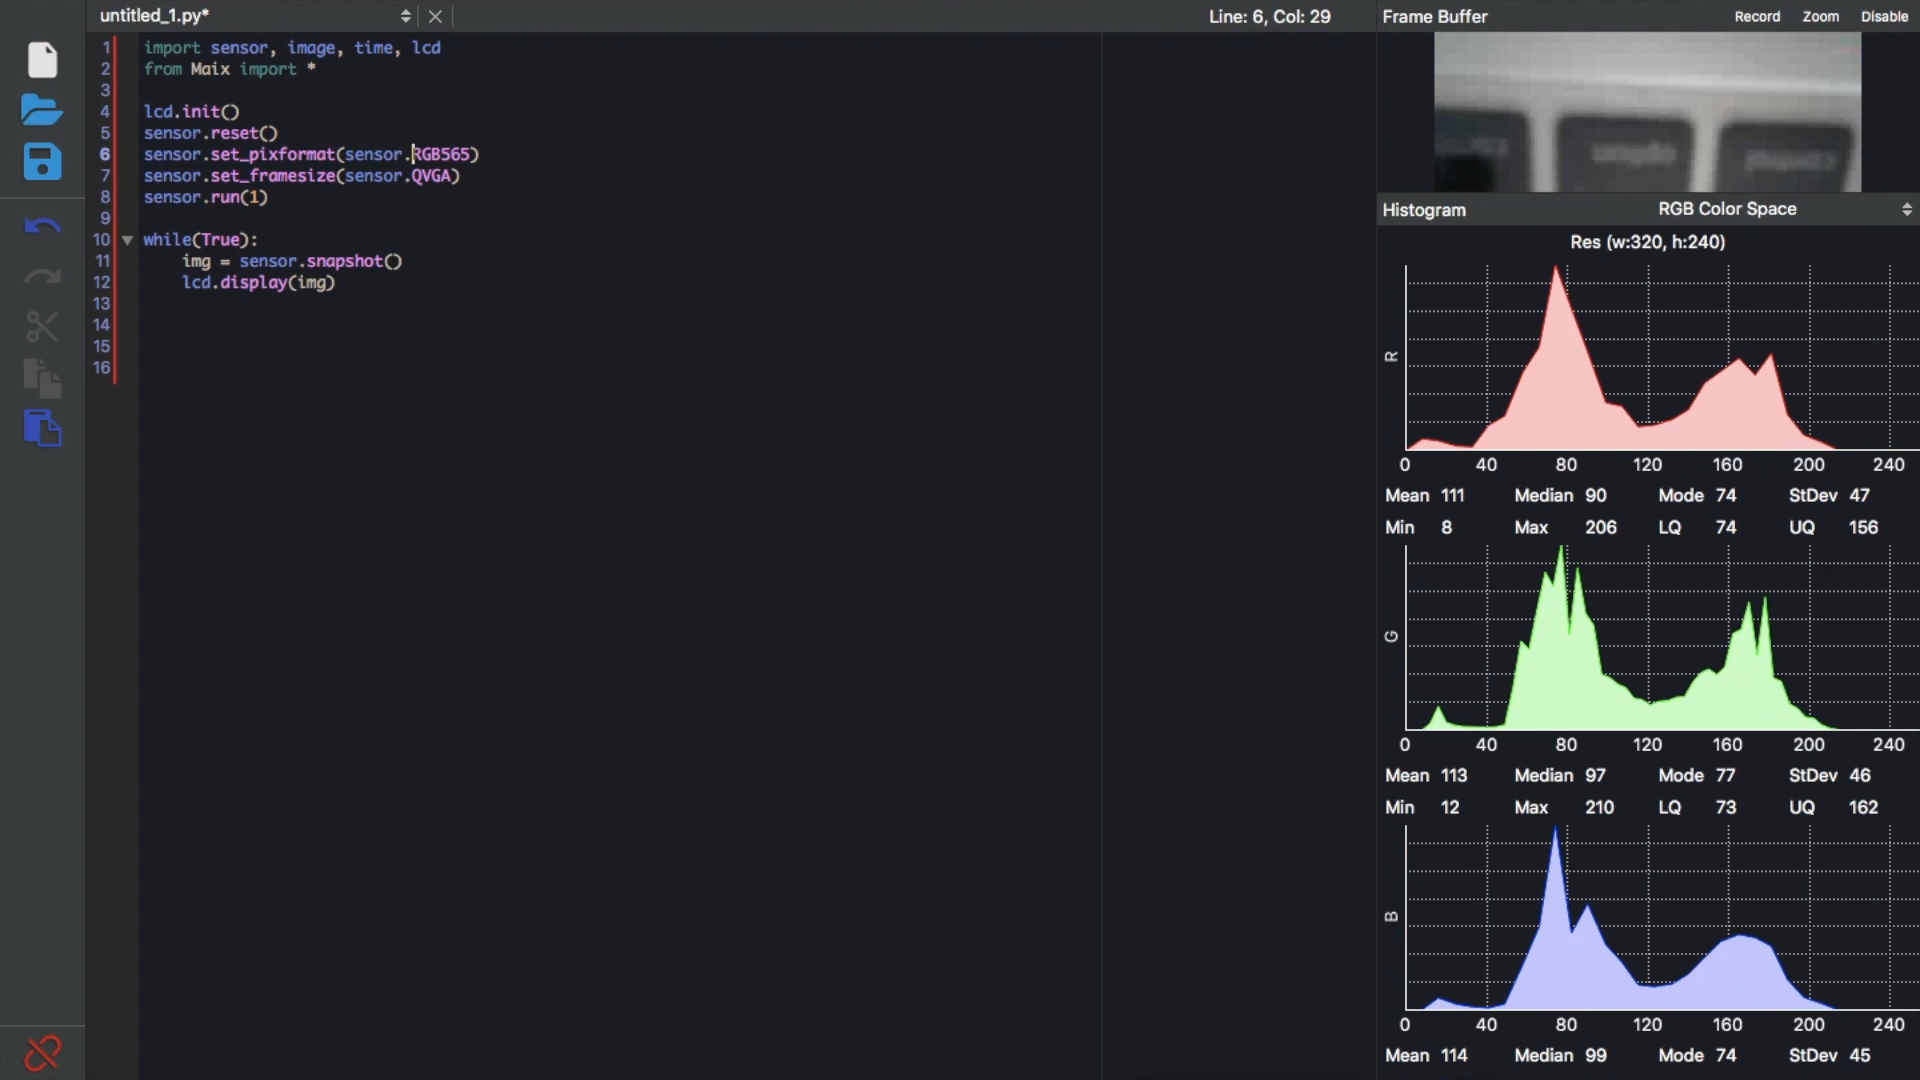 untitled_1.py*
Line: 6, Col: 29
1 import sensor, image, time, lcd
2 from Maix import *
3
4 lcd.init()
5 sensor.reset()
6 sensor.set_pixformat(sensor.RGB565)
7 sensor.set_framesize(sensor.QVGA)
8 sensor.run(1)
9
10 while(True):
11 img = sensor.snapshot()
12 lcd.display(img)
13
14
15
16
Frame Buffer Record Zoom Disable
Histogram RGB Color Space
Res (w:320, h:240)
R
0 40 80 120 160 200 240
Mean 111 Median 90 Mode 74 StDev 47
Min 8 Max 206 LQ 74 UQ 156
G
0 40 80 120 160 200 240
Mean 113 Median 97 Mode 77 StDev 46
Min 12 Max 210 LQ 73 UQ 162
B
0 40 80 120 160 200 240
Mean 114 Median 99 Mode 74 StDev 45